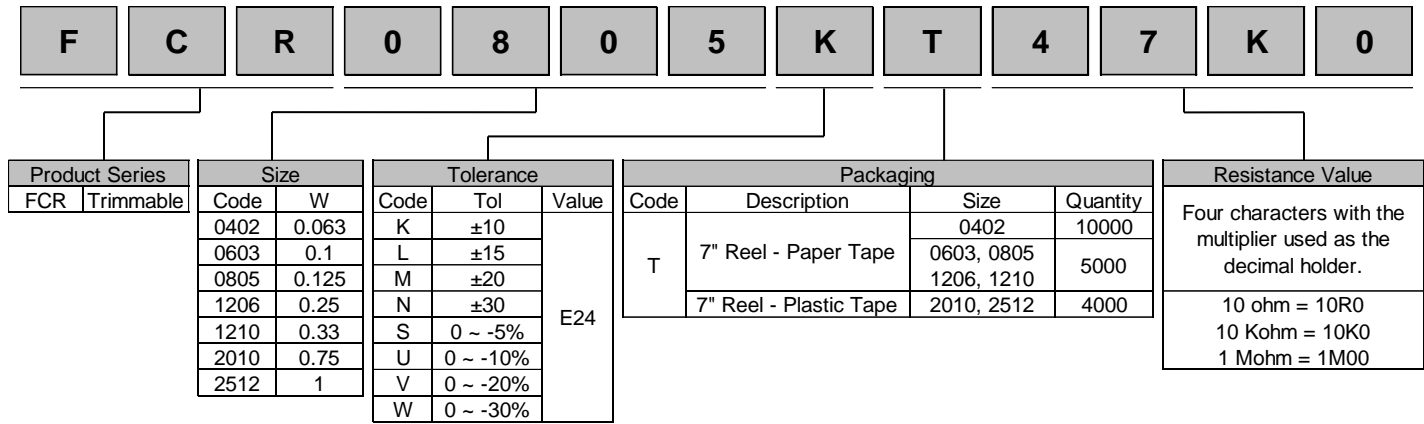 F C R 0 8 0 5 K T 4 7 K 0
Product Series
FCR Trimmable
Size
Code W
0402 0.063
0603 0.1
0805 0.125
1206 0.25
1210 0.33
2010 0.75
2512 1
Tolerance
Code Tol Value
K ±10
L ±15
M ±20
N ±30
S 0 ~ -5%
U 0 ~ -10%
V 0 ~ -20%
W 0 ~ -30%
E24
Packaging
Code Description Size Quantity
T
7" Reel - Paper Tape
0402 10000
0603, 0805
1206, 1210
5000
7" Reel - Plastic Tape 2010, 2512 4000
Resistance Value
Four characters with the
multiplier used as the
decimal holder.
10 ohm = 10R0
10 Kohm = 10K0
1 Mohm = 1M00